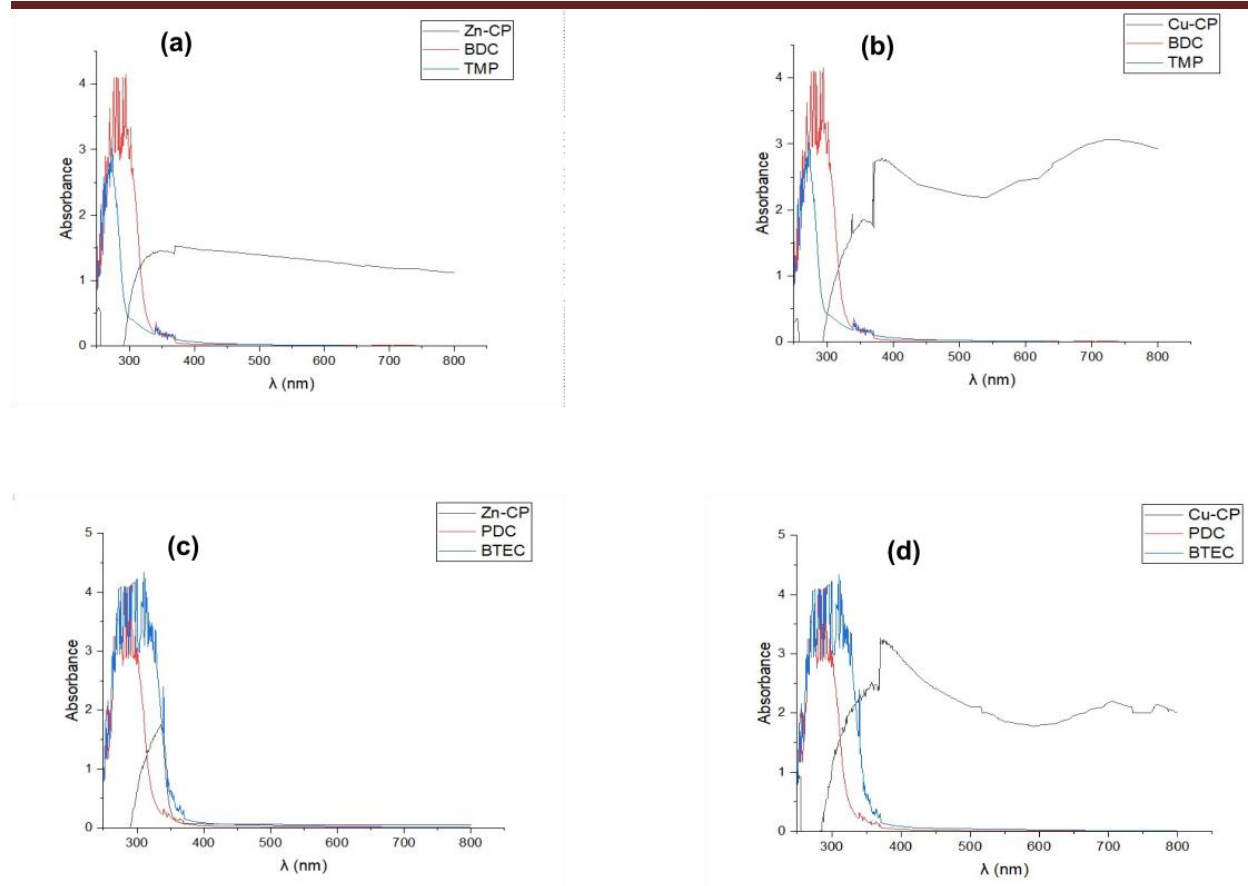 (a)
Zn-CP
BDC
TMP
Absorbance
4
3
2
1
0
300 400 500 600 700 800
λ (nm)
(b)
Cu-CP
BDC
TMP
Absorbance
4
3
2
1
0
300 400 500 600 700 800
λ (nm)
(c)
Zn-CP
PDC
BTEC
Absorbance
5
4
3
2
1
0
300 400 500 600 700 800
λ (nm)
(d)
Cu-CP
PDC
BTEC
Absorbance
5
4
3
2
1
0
300 400 500 600 700 800
λ (nm)